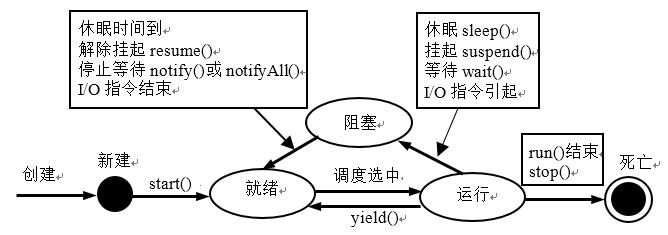 休眠时间到
解除挂起 resume()
停止等待 notify()或 notifyAll()
I/O 指令结束
休眠 sleep()
挂起 suspend()
等待 wait()
I/O 指令引起
阻塞
创建
新建
start()
就绪
调度选中
yield()
运行
run()结束
stop()
死亡